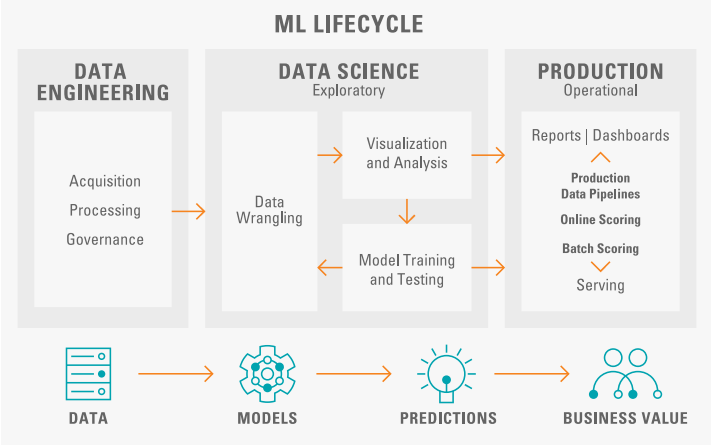 ML LIFECYCLE
DATA
ENGINEERING
Acquisition
Processing
Governance
DATA SCIENCE
Exploratory
Data
Wrangling
Visualization
and Analysis
Model Training
and Testing
PRODUCTION
Operational
Reports | Dashboards
Production
Data Pipelines
Online Scoring
Batch Scoring
Serving
DATA
MODELS
PREDICTIONS
BUSINESS VALUE